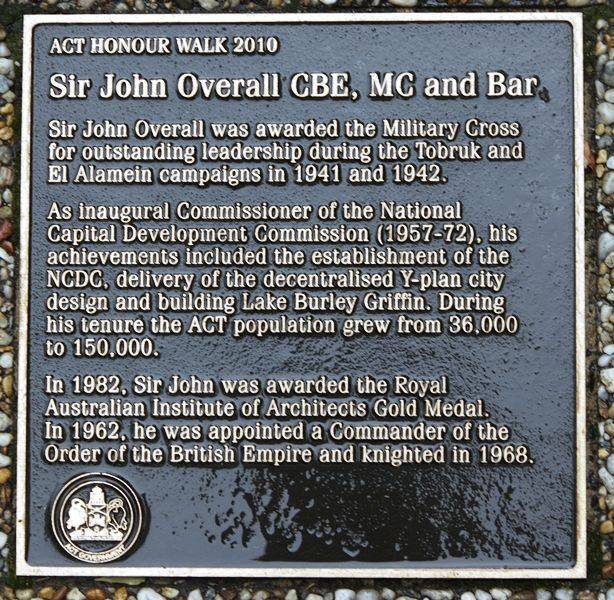 ACT HONOUR WALK 2010
Sir John Overall CBE, MC and Bar
Sir John Overall was awarded the Military Cross
for outstanding leadership during the Tobruk and
El Alamein campaigns in 1941 and 1942.
As inaugural Commissioner of the National
Capital Development Commission (1957-72), his
achievements included the establishment of the
NCDC, delivery of the decentralised Y-plan city
design and building Lake Burley Griffin. During
his tenure the ACT population grew from 36,000
to 150,000.
In 1982, Sir John was awarded the Royal
Australian Institute of Architects Gold Medal.
In 1962, he was appointed a Commander of the
Order of the British Empire and knighted in 1968.
ACT GOVERNMENT